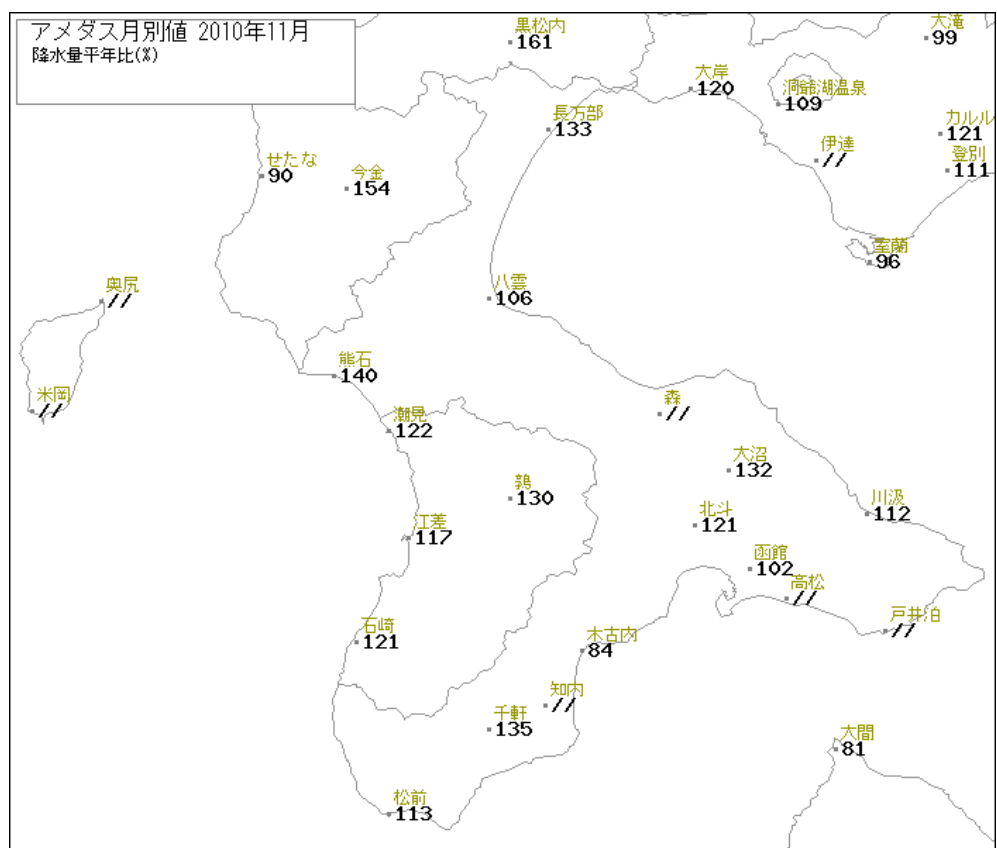 アメダス月別値 2010年11月
降水量平年比(%)
黒松内
161
大滝
99
大岸
120
洞爺湖温泉
109
長万部
133
カルル
121
伊達
//
登別
111
せたな
90
今金
154
室蘭
96
奥尻
//
八雲
106
熊石
140
米岡
//
潮見
122
森
//
大沼
132
鶉
130
川汲
112
北斗
121
江差
117
函館
102
高松
//
石崎
121
木古内
84
戸井泊
//
知内
//
千軒
135
大間
81
松前
113